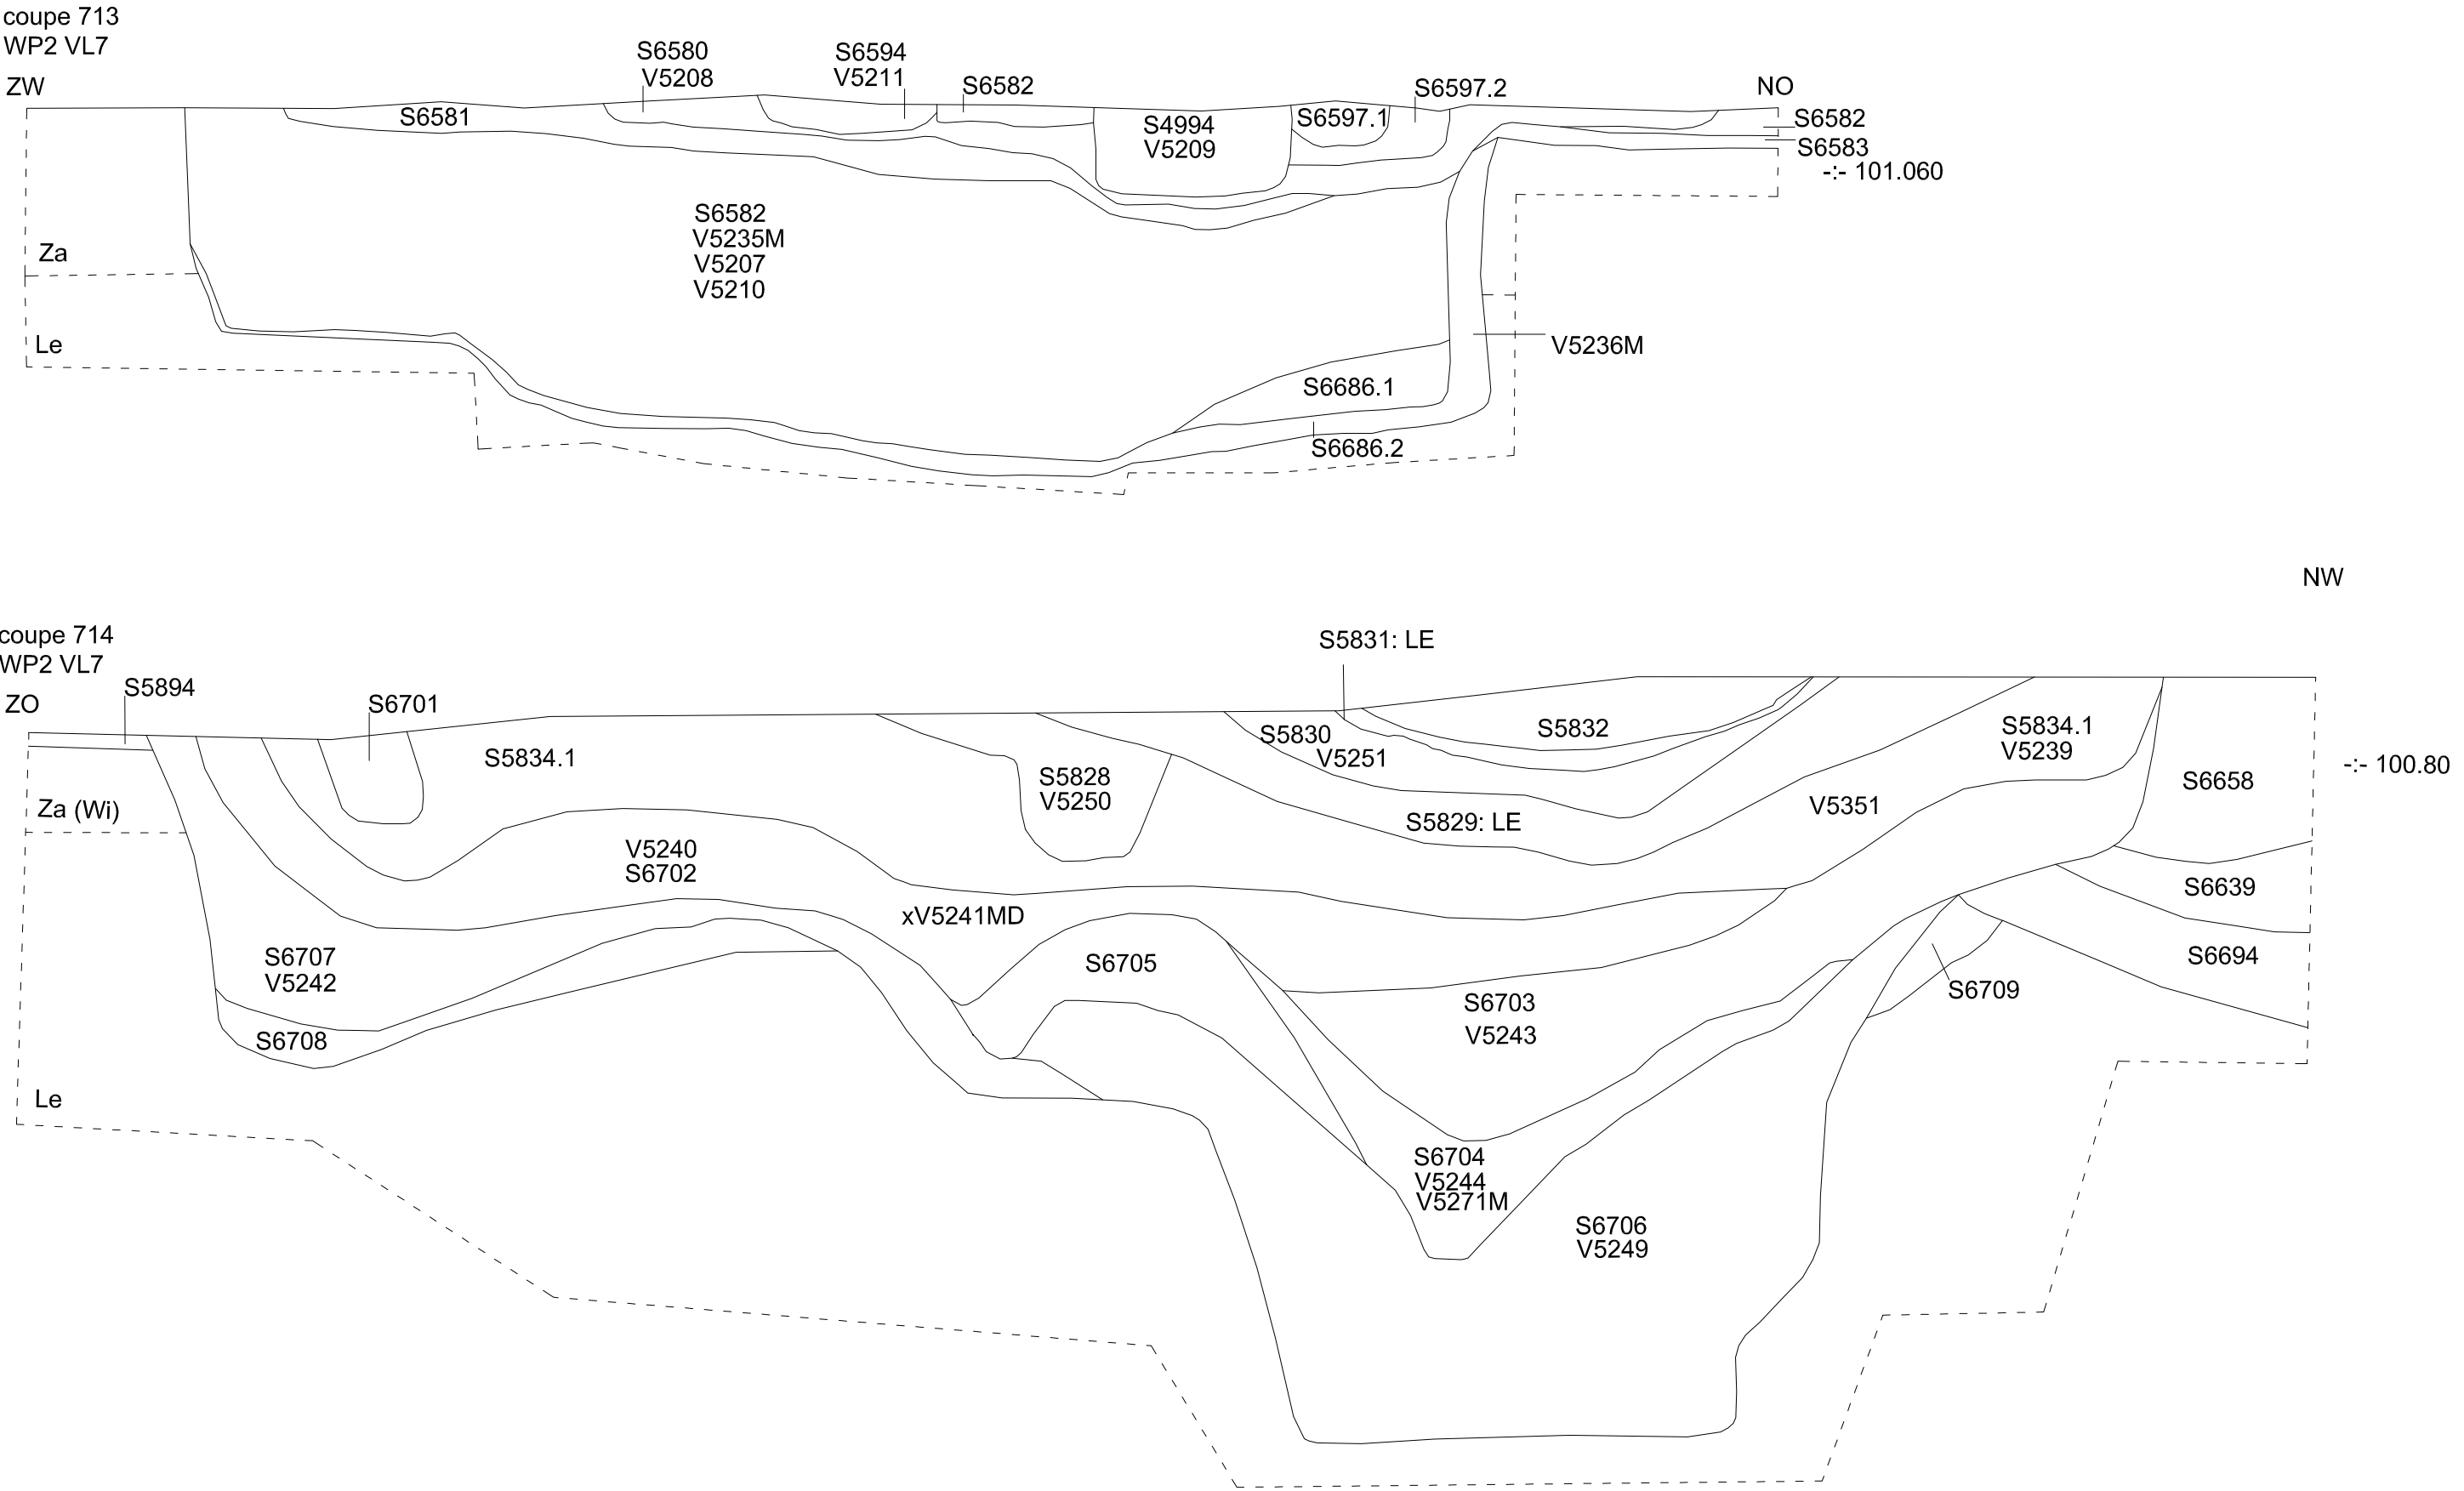 coupe 713
WP2 VL7
ZW
S6580
V5208
S6594
V5211
S6582
S6597.2
NO
S6581
S4994
V5209
S6597.1
S6582
S6583
-:- 101.060
S6582
V5235M
V5207
V5210
Za
Le
V5236M
S6686.1
S6686.2
NW
coupe 714
WP2 VL7
ZO
S5894
S6701
S5831: LE
S5834.1
S5832
S5830
V5251
S5834.1
V5239
-:- 100.80
S5828
V5250
S6658
Za (Wi)
V5351
S5829: LE
V5240
S6702
S6639
xV5241MD
S6707
V5242
S6705
S6694
S6709
S6703
V5243
S6708
Le
S6704
V5244
V5271M
S6706
V5249